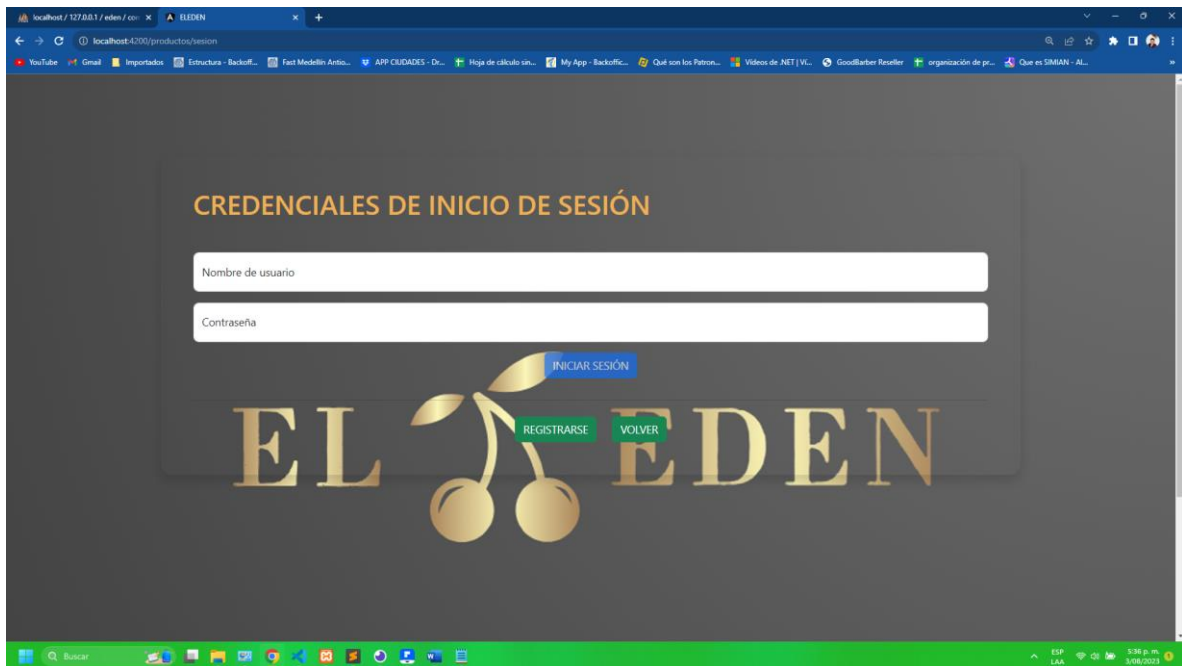 localhost / 127.0.0.1 / eden / con
ELEDEN
localhost:4200/productos/sesion
YouTube Gmail Importados Estructura - Backoff... Fast Medellín Antio... APP CIUDADES - Dr... Hoja de cálculo sin... My App - Backoffic... Qué son los Patron... Vídeos de .NET | Vi... GoodBarber Reseller organización de pr... Que es SIMIAN - Al...
CREDENCIALES DE INICIO DE SESIÓN
Nombre de usuario
Contraseña
INICIAR SESIÓN
REGISTRARSE VOLVER
EL EDEN
Buscar
ESP
LAA
5:36 p. m.
3/08/2023